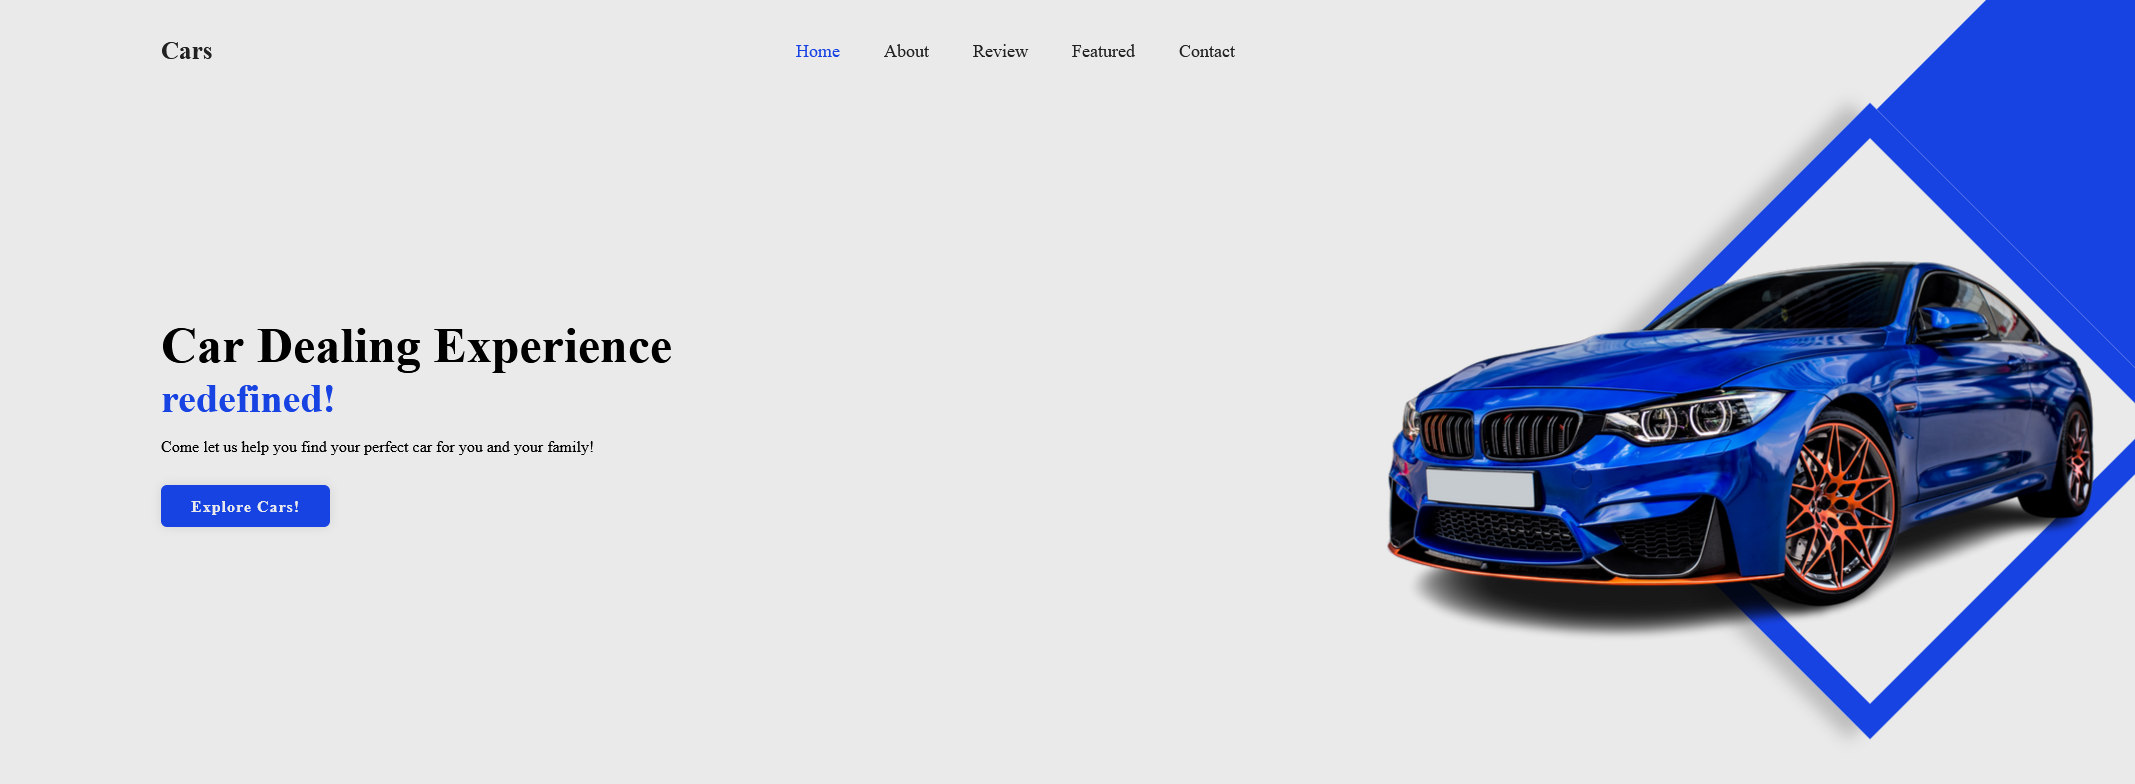 Cars
Home About Review Featured Contact
Car Dealing Experience
redefined!
Come let us help you find your perfect car for you and your family!
Explore Cars!